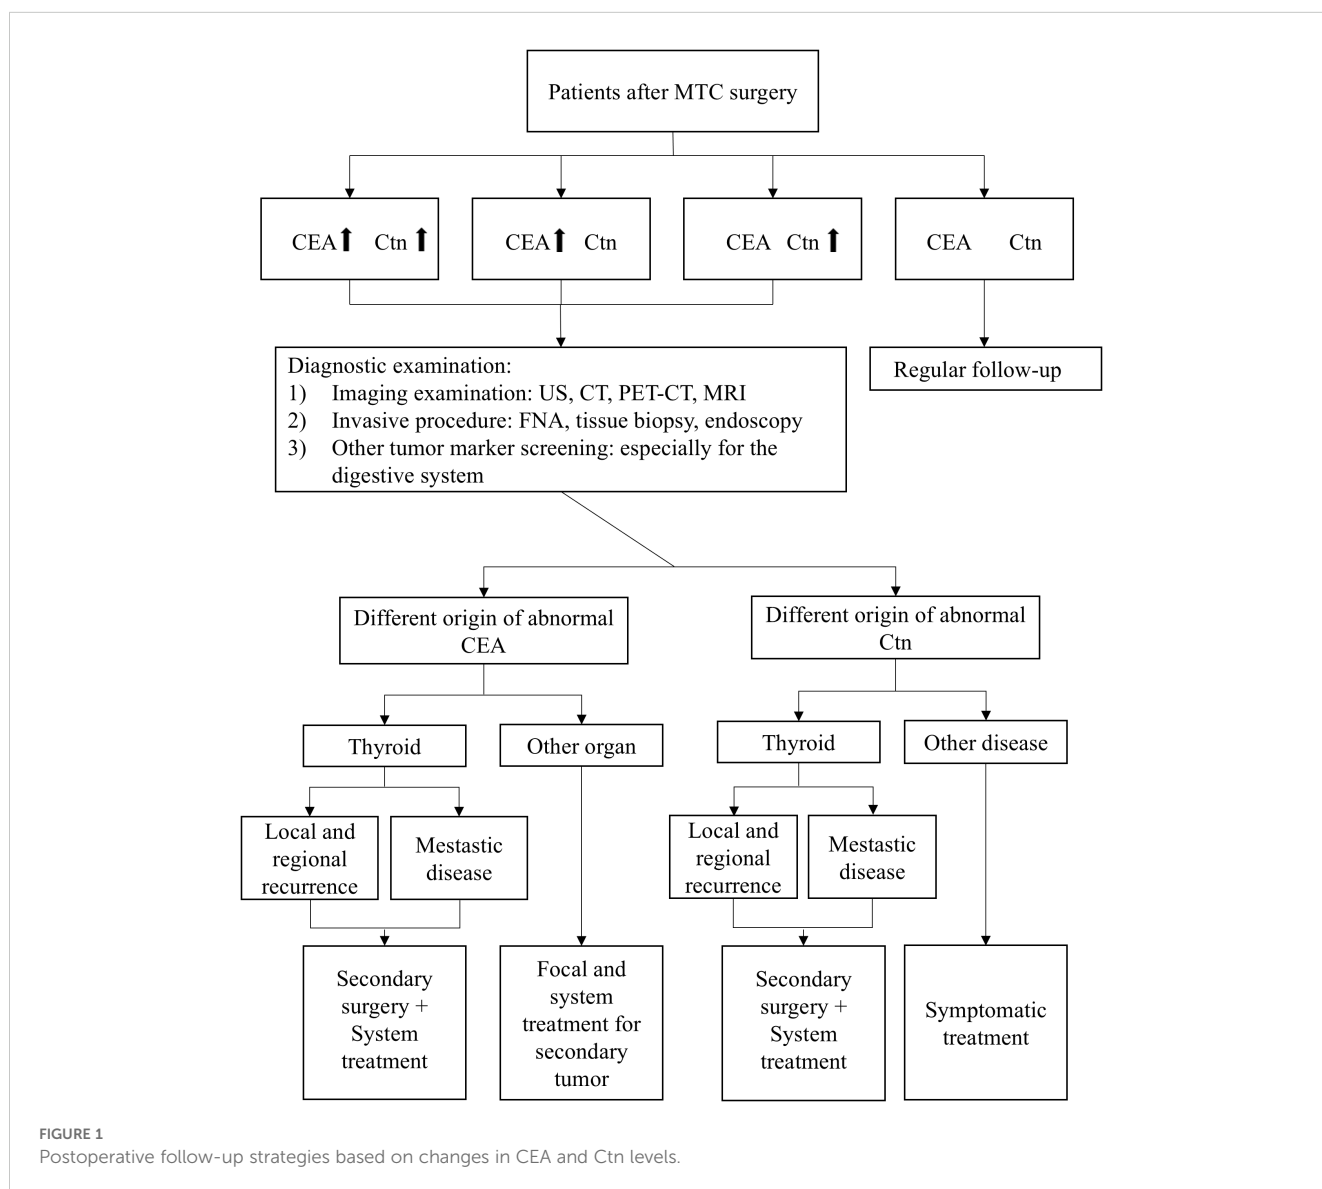 Patients after MTC surgery
CEA⬆ Ctn⬆
CEA⬆ Ctn
CEA Ctn⬆
CEA Ctn
Diagnostic examination:
1) Imaging examination: US, CT, PET-CT, MRI
2) Invasive procedure: FNA, tissue biopsy, endoscopy
3) Other tumor marker screening: especially for the
digestive system
Regular follow-up
Different origin of abnormal
CEA
Different origin of abnormal
Ctn
Thyroid
Other organ
Thyroid
Other disease
Local and
regional
recurrence
Mestastic
disease
Local and
regional
recurrence
Mestastic
disease
Secondary
surgery +
System
treatment
Focal and
system
treatment for
secondary
tumor
Secondary
surgery +
System
treatment
Symptomatic
treatment
FIGURE 1
Postoperative follow-up strategies based on changes in CEA and Ctn levels.